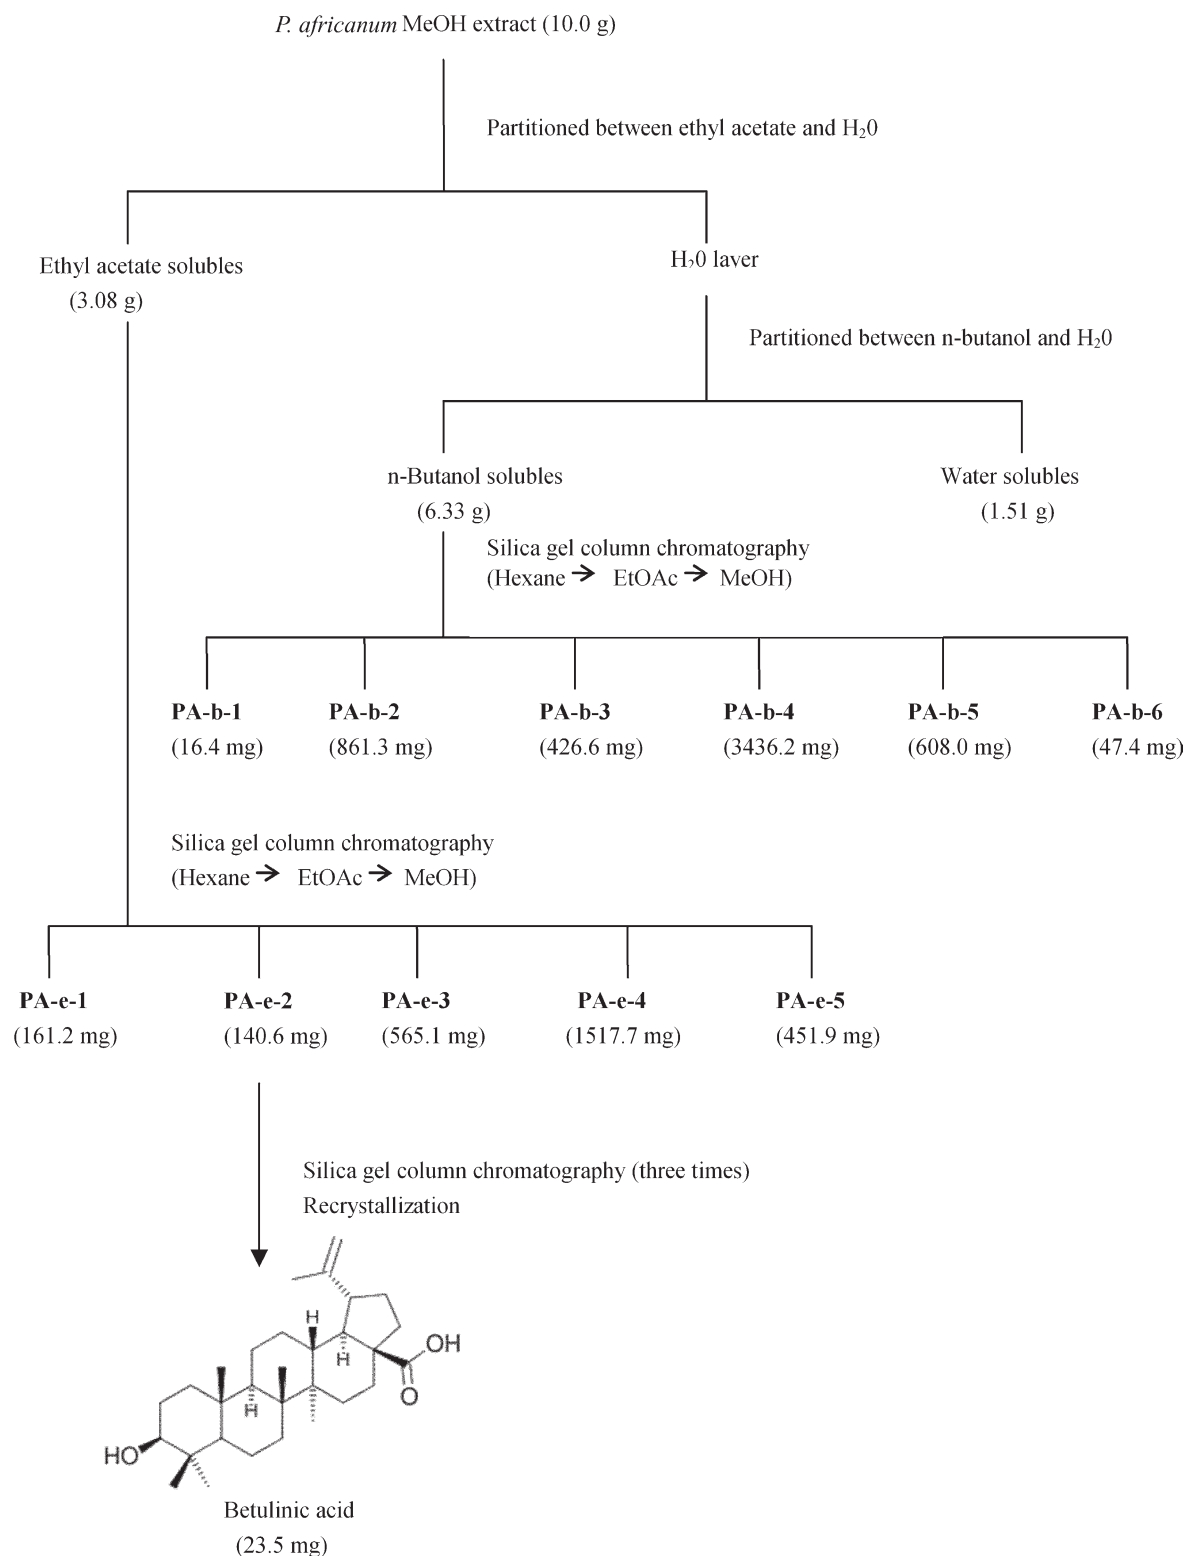 P. africanum MeOH extract (10.0 g)
Partitioned between ethyl acetate and H₂0
Ethyl acetate solubles
(3.08 g)
H₂0 laver
Partitioned between n-butanol and H₂0
n-Butanol solubles
(6.33 g)
Water solubles
(1.51 g)
Silica gel column chromatography
(Hexane → EtOAc → MeOH)
PA-b-1 PA-b-2 PA-b-3 PA-b-4 PA-b-5 PA-b-6
(16.4 mg) (861.3 mg) (426.6 mg) (3436.2 mg) (608.0 mg) (47.4 mg)
Silica gel column chromatography
(Hexane → EtOAc → MeOH)
PA-e-1 PA-e-2 PA-e-3 PA-e-4 PA-e-5
(161.2 mg) (140.6 mg) (565.1 mg) (1517.7 mg) (451.9 mg)
Silica gel column chromatography (three times)
Recrystallization
H
H
OH
O
H
HO
Betulinic acid
(23.5 mg)